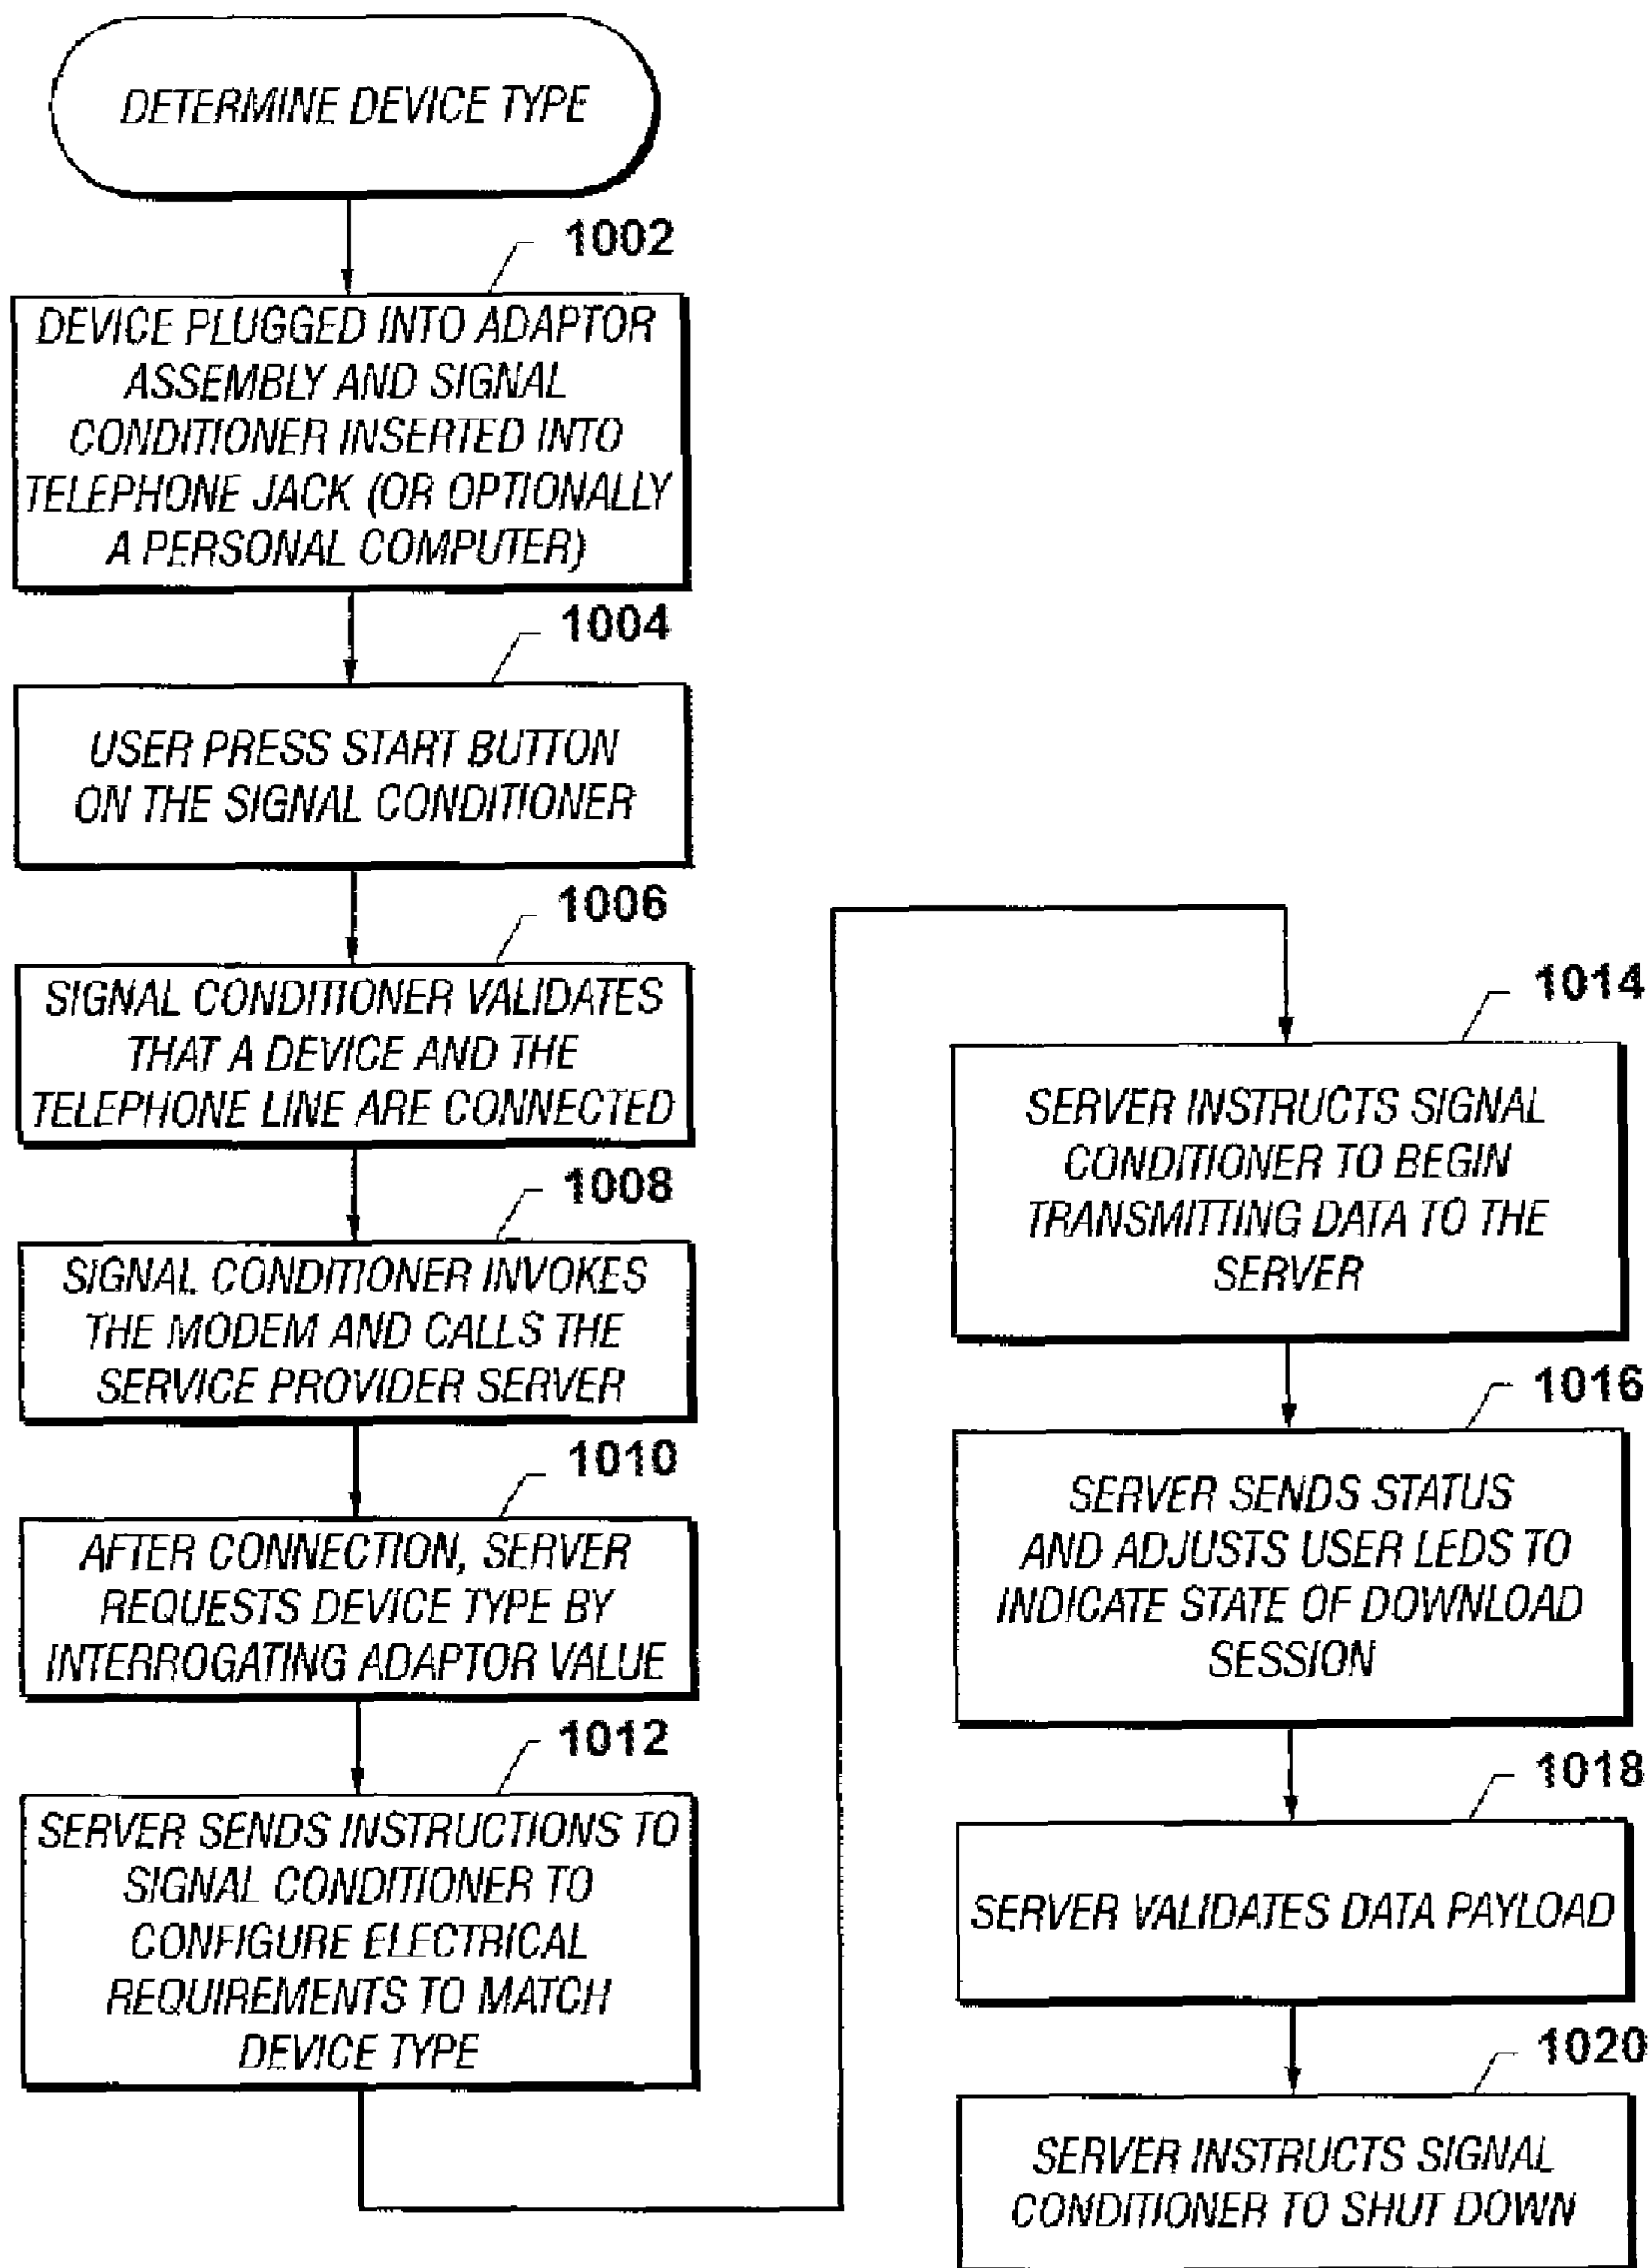 DETERMINE DEVICE TYPE
1002
DEVICE PLUGGED INTO ADAPTOR
ASSEMBLY AND SIGNAL
CONDITIONER INSERTED INTO
TELEPHONE JACK (OR OPTIONALLY
A PERSONAL COMPUTER)
1004
USER PRESS START BUTTON
ON THE SIGNAL CONDITIONER
1006
SIGNAL CONDITIONER VALIDATES
THAT A DEVICE AND THE
TELEPHONE LINE ARE CONNECTED
1008
SIGNAL CONDITIONER INVOKES
THE MODEM AND CALLS THE
SERVICE PROVIDER SERVER
1010
AFTER CONNECTION, SERVER
REQUESTS DEVICE TYPE BY
INTERROGATING ADAPTOR VALUE
1012
SERVER SENDS INSTRUCTIONS TO
SIGNAL CONDITIONER TO
CONFIGURE ELECTRICAL
REQUIREMENTS TO MATCH
DEVICE TYPE
1014
SERVER INSTRUCTS SIGNAL
CONDITIONER TO BEGIN
TRANSMITTING DATA TO THE
SERVER
1016
SERVER SENDS STATUS
AND ADJUSTS USER LEDS TO
INDICATE STATE OF DOWNLOAD
SESSION
1018
SERVER VALIDATES DATA PAYLOAD
1020
SERVER INSTRUCTS SIGNAL
CONDITIONER TO SHUT DOWN